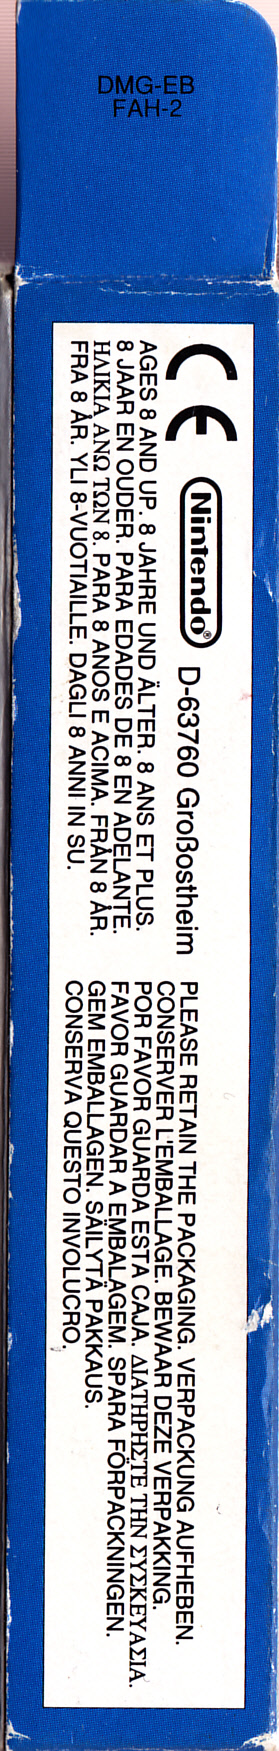 DMG-EB
FAH-2
CE Nintendo® D-63760 Großostheim
AGES 8 AND UP. 8 JAHRE UND ÄLTER. 8 ANS ET PLUS.
8 JAAR EN OUDER. PARA EDADES DE 8 EN ADELANTE.
ΗΛΙΚΙΑ ΑΝΩ ΤΩΝ 8. PARA 8 ANOS E ACIMA. FRÅN 8 ÅR.
FRA 8 ÅR. YLI 8-VUOTIAILLE. DAGLI 8 ANNI IN SU.
PLEASE RETAIN THE PACKAGING. VERPACKUNG AUFHEBEN.
CONSERVER L'EMBALLAGE. BEWAAR DEZE VERPAKKING.
POR FAVOR GUARDA ESTA CAJA. ΔΙΑΤΗΡΗΣΤΕ ΤΗΝ ΣΥΣΚΕΥΑΣΙΑ.
FAVOR GUARDAR A EMBALAGEM. SPARA FÖRPACKNINGEN.
GEM EMBALLAGEN. SÄILYTÄ PAKKAUS.
CONSERVA QUESTO INVOLUCRO.